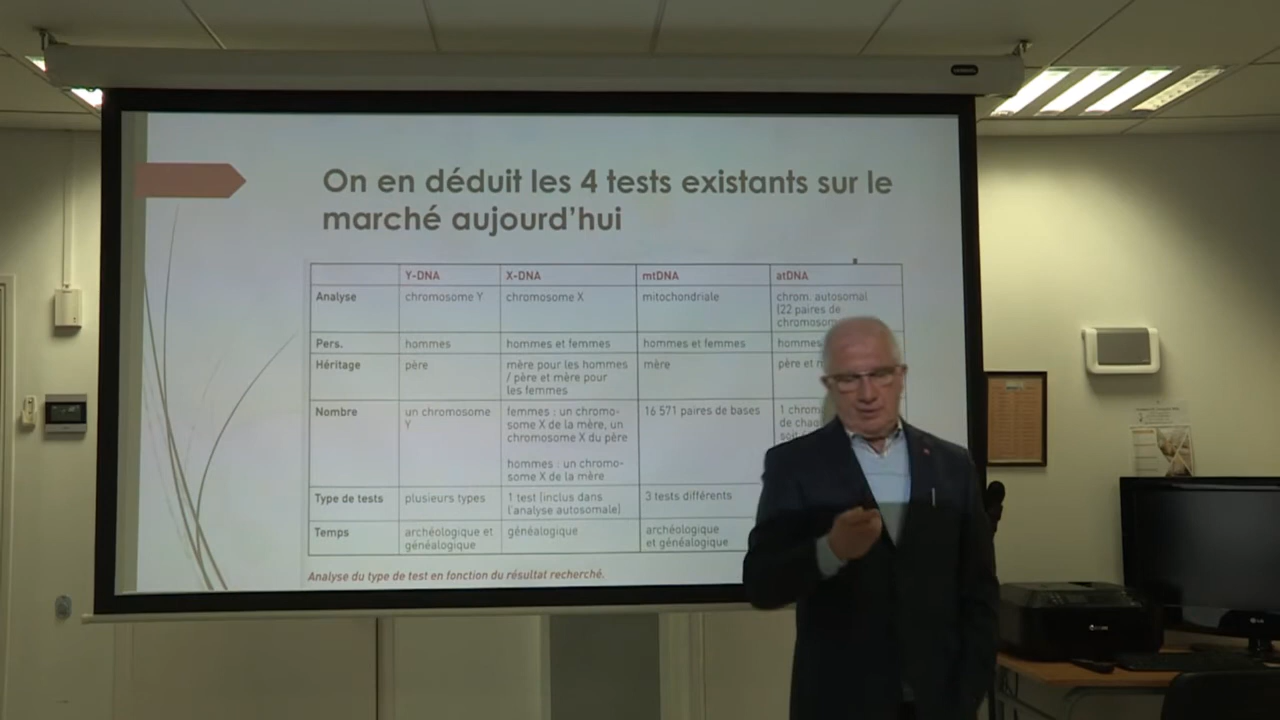 On en déduit les 4 tests existants sur le
marché aujourd'hui
Y-DNA X-DNA mtDNA atDNA
Analyse chromosome Y chromosome X mitochondriale chrom. autosomal
(22 paires de
Pers. hommes hommes et femmes hommes et femmes hommes
Héritage père mère pour les hommes mère père et
/ père et mère pour
les femmes
Nombre un chromosome femmes : un chromo- 16 571 paires de bases 1
Y some X de la mère, un de
chromosome X du père
hommes : un chromo-
some X de la mère
Type de tests plusieurs types 1 test (inclus dans 3 tests différents
l'analyse autosomale)
Temps archéologique et généalogique archéologique
généalogique et généalogique
Analyse du type de test en fonction du résultat recherché.